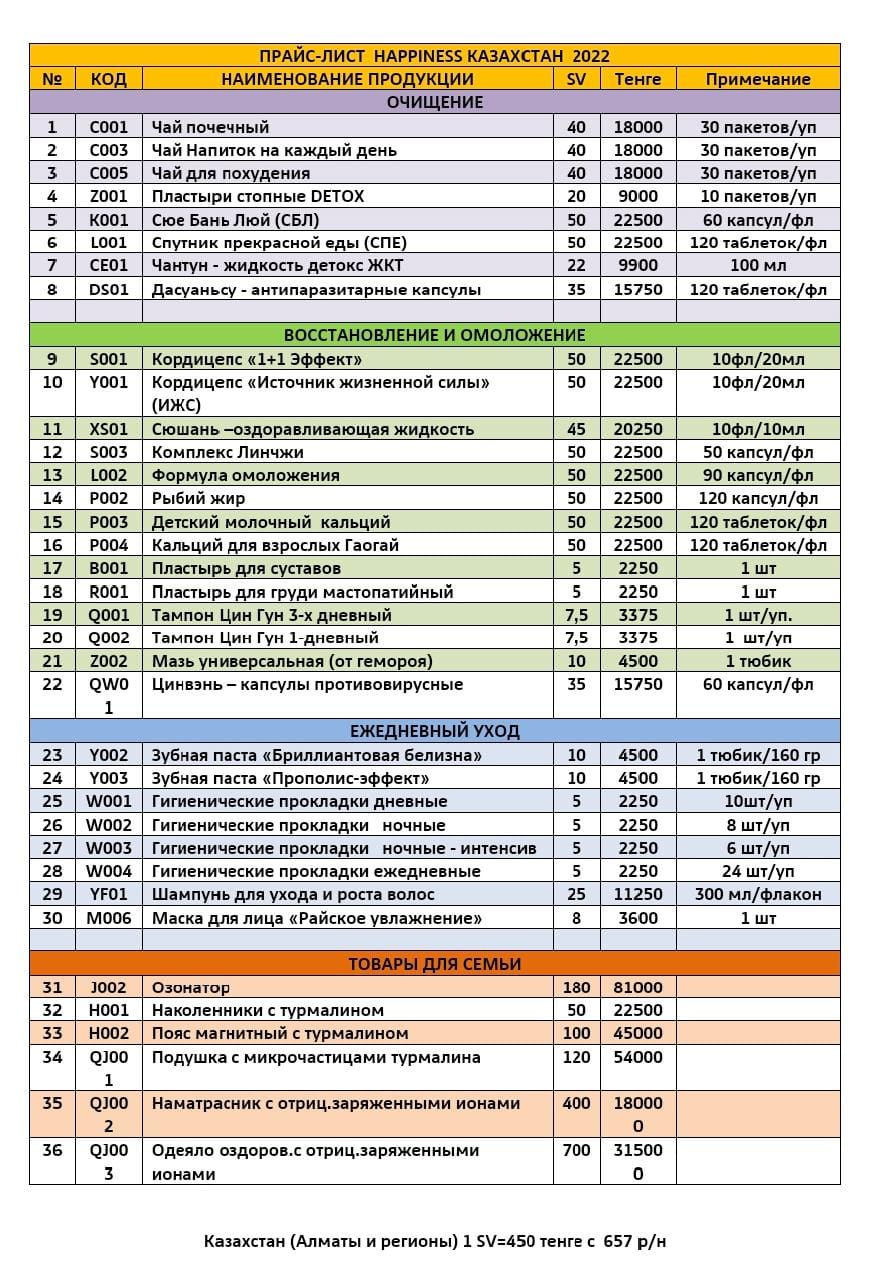 ПРАЙС-ЛИСТ HAPPINESS КАЗАХСТАН 2022
№ КОД НАИМЕНОВАНИЕ ПРОДУКЦИИ SV Тенге Примечание
ОЧИЩЕНИЕ
1 C001 Чай почечный 40 18000 30 пакетов/уп
2 C003 Чай Напиток на каждый день 40 18000 30 пакетов/уп
3 C005 Чай для похудения 40 18000 30 пакетов/уп
4 Z001 Пластыри стопные DETOX 20 9000 10 пакетов/уп
5 K001 Сюе Бань Люй (СБЛ) 50 22500 60 капсул/фл
6 L001 Спутник прекрасной еды (СПЕ) 50 22500 120 таблеток/фл
7 CE01 Чантун - жидкость детокс ЖКТ 22 9900 100 мл
8 DS01 Дасуаньсу - антипаразитарные капсулы 35 15750 120 таблеток/фл
ВОССТАНОВЛЕНИЕ И ОМОЛОЖЕНИЕ
9 S001 Кордицепс «1+1 Эффект» 50 22500 10фл/20мл
10 Y001 Кордицепс «Источник жизненной силы» 50 22500 10фл/20мл
(ИЖС)
11 XS01 Сюшань –оздоравливающая жидкость 45 20250 10фл/10мл
12 S003 Комплекс Линчжи 50 22500 50 капсул/фл
13 L002 Формула омоложения 50 22500 90 капсул/фл
14 P002 Рыбий жир 50 22500 120 капсул/фл
15 P003 Детский молочный кальций 50 22500 120 таблеток/фл
16 P004 Кальций для взрослых Гаогай 50 22500 120 таблеток/фл
17 B001 Пластырь для суставов 5 2250 1 шт
18 R001 Пластырь для груди мастопатийный 5 2250 1 шт
19 Q001 Тампон Цин Гун 3-х дневный 7,5 3375 1 шт/уп.
20 Q002 Тампон Цин Гун 1-дневный 7,5 3375 1 шт/уп
21 Z002 Мазь универсальная (от гемороя) 10 4500 1 тюбик
22 QW0 Цинвэнь – капсулы противовирусные 35 15750 60 капсул/фл
1
ЕЖЕДНЕВНЫЙ УХОД
23 Y002 Зубная паста «Бриллиантовая белизна» 10 4500 1 тюбик/160 гр
24 Y003 Зубная паста «Прополис-эффект» 10 4500 1 тюбик/160 гр
25 W001 Гигиенические прокладки дневные 5 2250 10шт/уп
26 W002 Гигиенические прокладки ночные 5 2250 8 шт/уп
27 W003 Гигиенические прокладки ночные - интенсив 5 2250 6 шт/уп
28 W004 Гигиенические прокладки ежедневные 5 2250 24 шт/уп
29 YF01 Шампунь для ухода и роста волос 25 11250 300 мл/флакон
30 M006 Маска для лица «Райское увлажнение» 8 3600 1 шт
ТОВАРЫ ДЛЯ СЕМЬИ
31 J002 Озонатор 180 81000
32 H001 Наколенники с турмалином 50 22500
33 H002 Пояс магнитный с турмалином 100 45000
34 QJ00 Подушка с микрочастицами турмалина 120 54000
1
35 QJ00 Наматрасник с отриц.заряженными ионами 400 18000
2 0
36 QJ00 Одеяло оздоров.с отриц.заряженными 700 31500
3 ионами 0
Казахстан (Алматы и регионы) 1 SV=450 тенге с 657 р/н